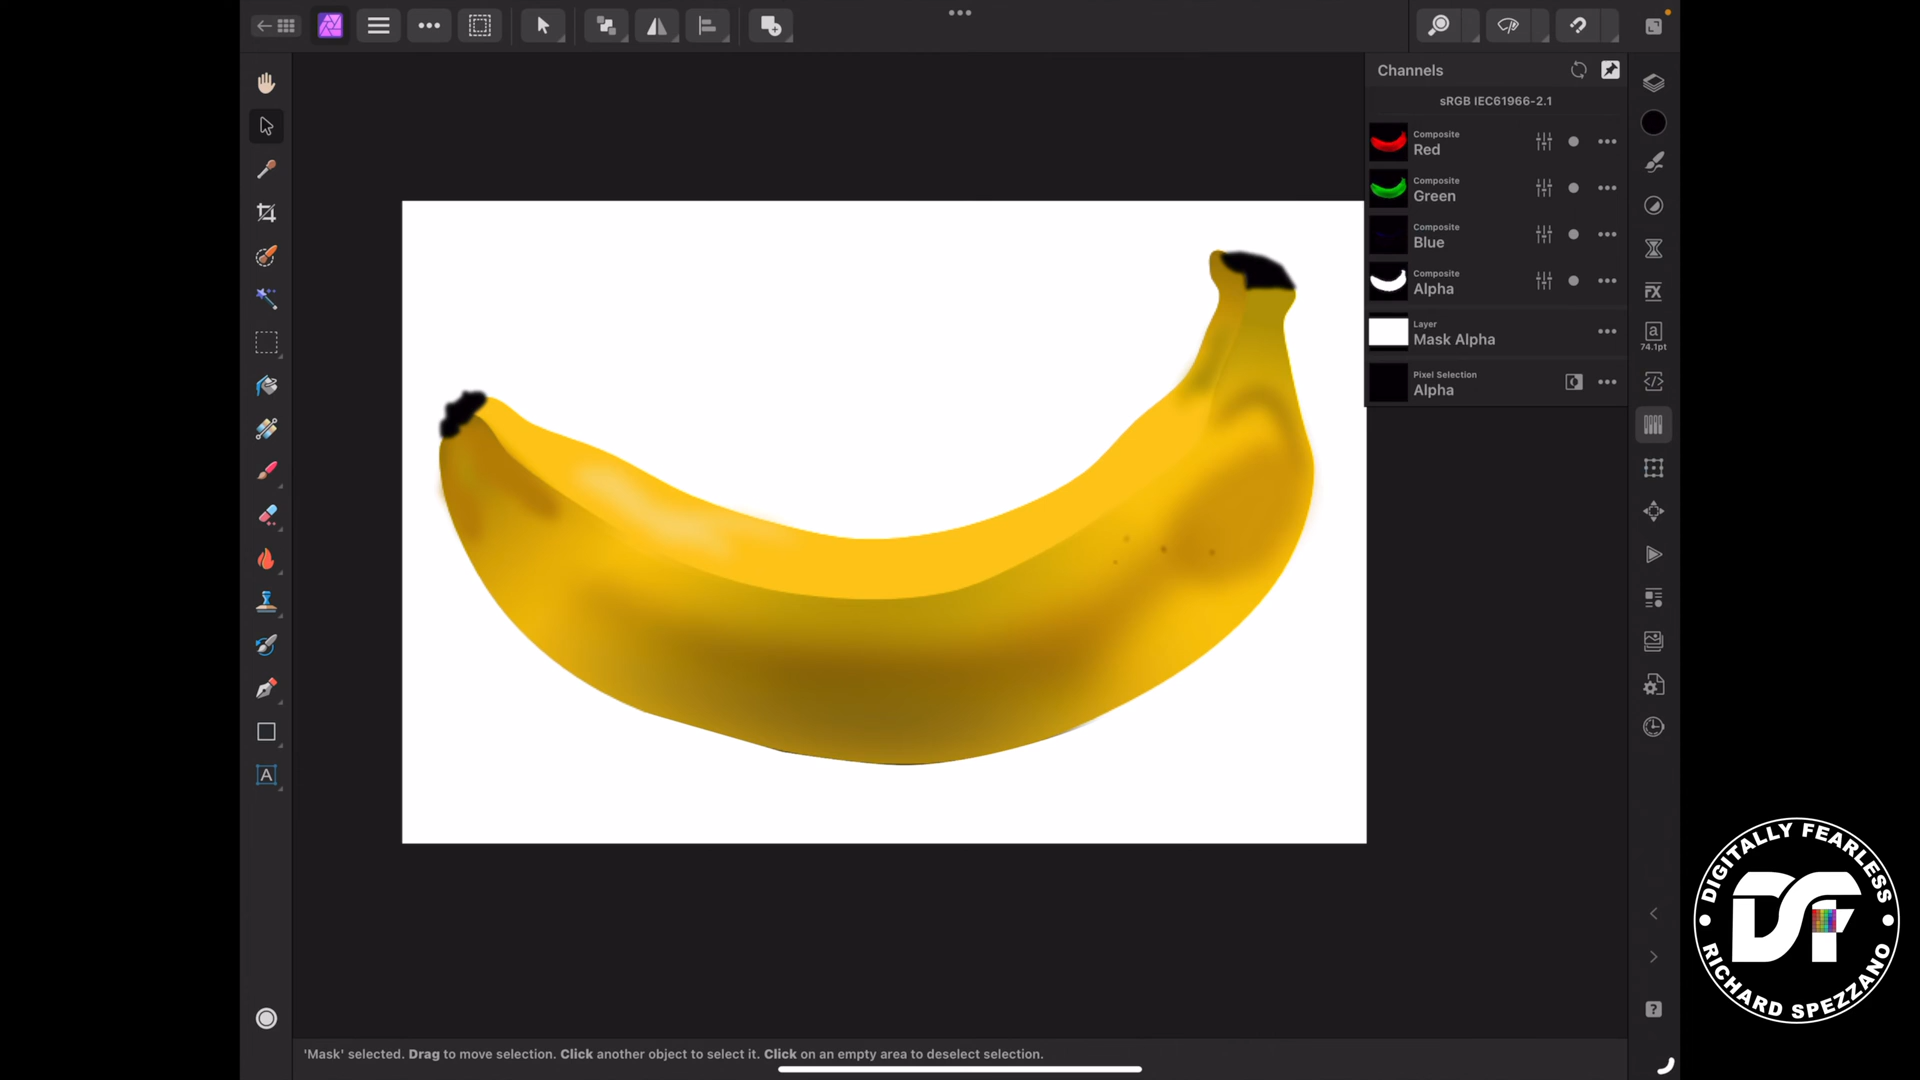 Channels
sRGB IEC61966-2.1
Composite
Red
Composite
Green
Composite
Blue
Composite
Alpha
Layer
Mask Alpha
Pixel Selection
Alpha
FX
a
74.1pt
A
?
'Mask' selected. Drag to move selection. Click another object to select it. Click on an empty area to deselect selection.
DIGITALLY FEARLESS
DF
RICHARD SPEZZANO